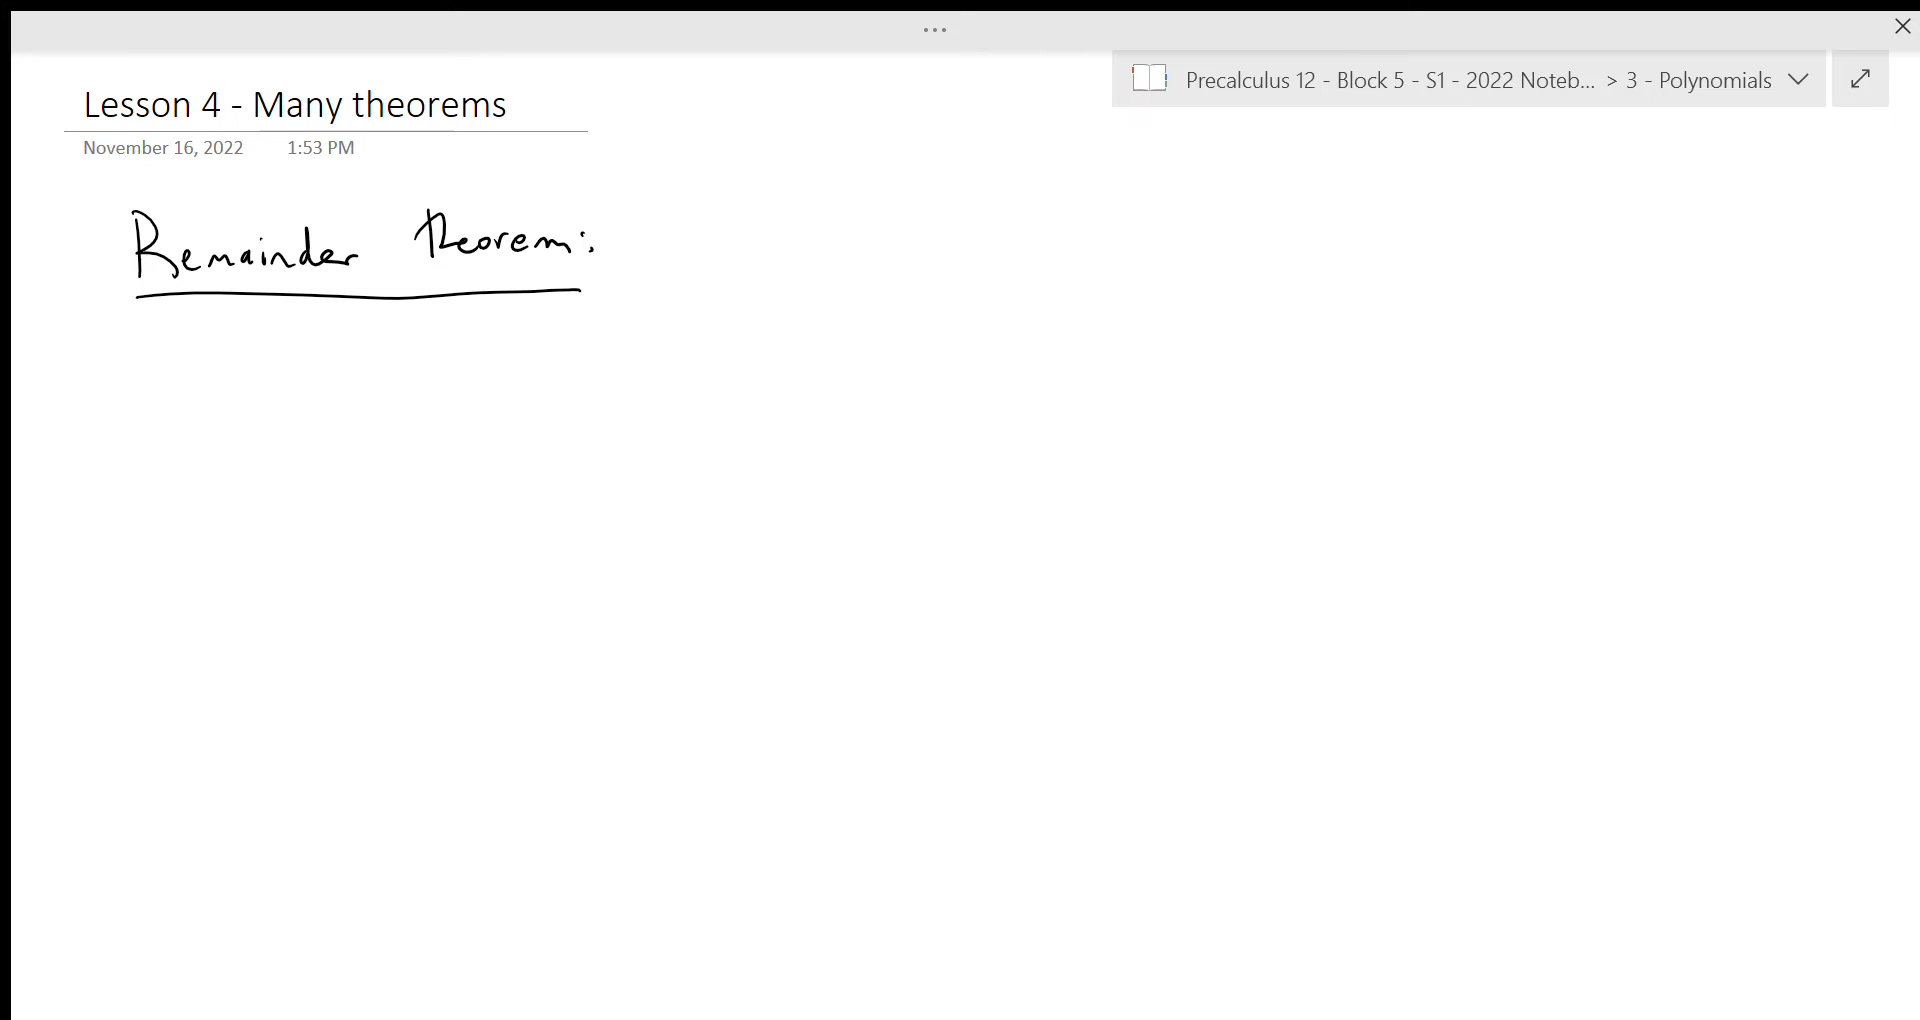 Precalculus 12 - Block 5 - S1 - 2022 Noteb... > 3 - Polynomials
Lesson 4 - Many theorems
November 16, 2022 1:53 PM
Remainder theorem: